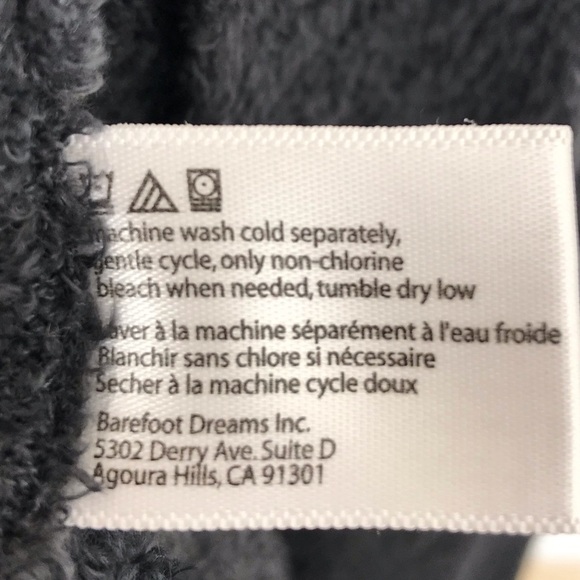 machine wash cold separately,
gentle cycle, only non-chlorine
bleach when needed, tumble dry low
Laver à la machine séparément à l'eau froide
Blanchir sans chlore si nécessaire
Secher à la machine cycle doux
Barefoot Dreams Inc.
5302 Derry Ave. Suite D
Agoura Hills, CA 91301